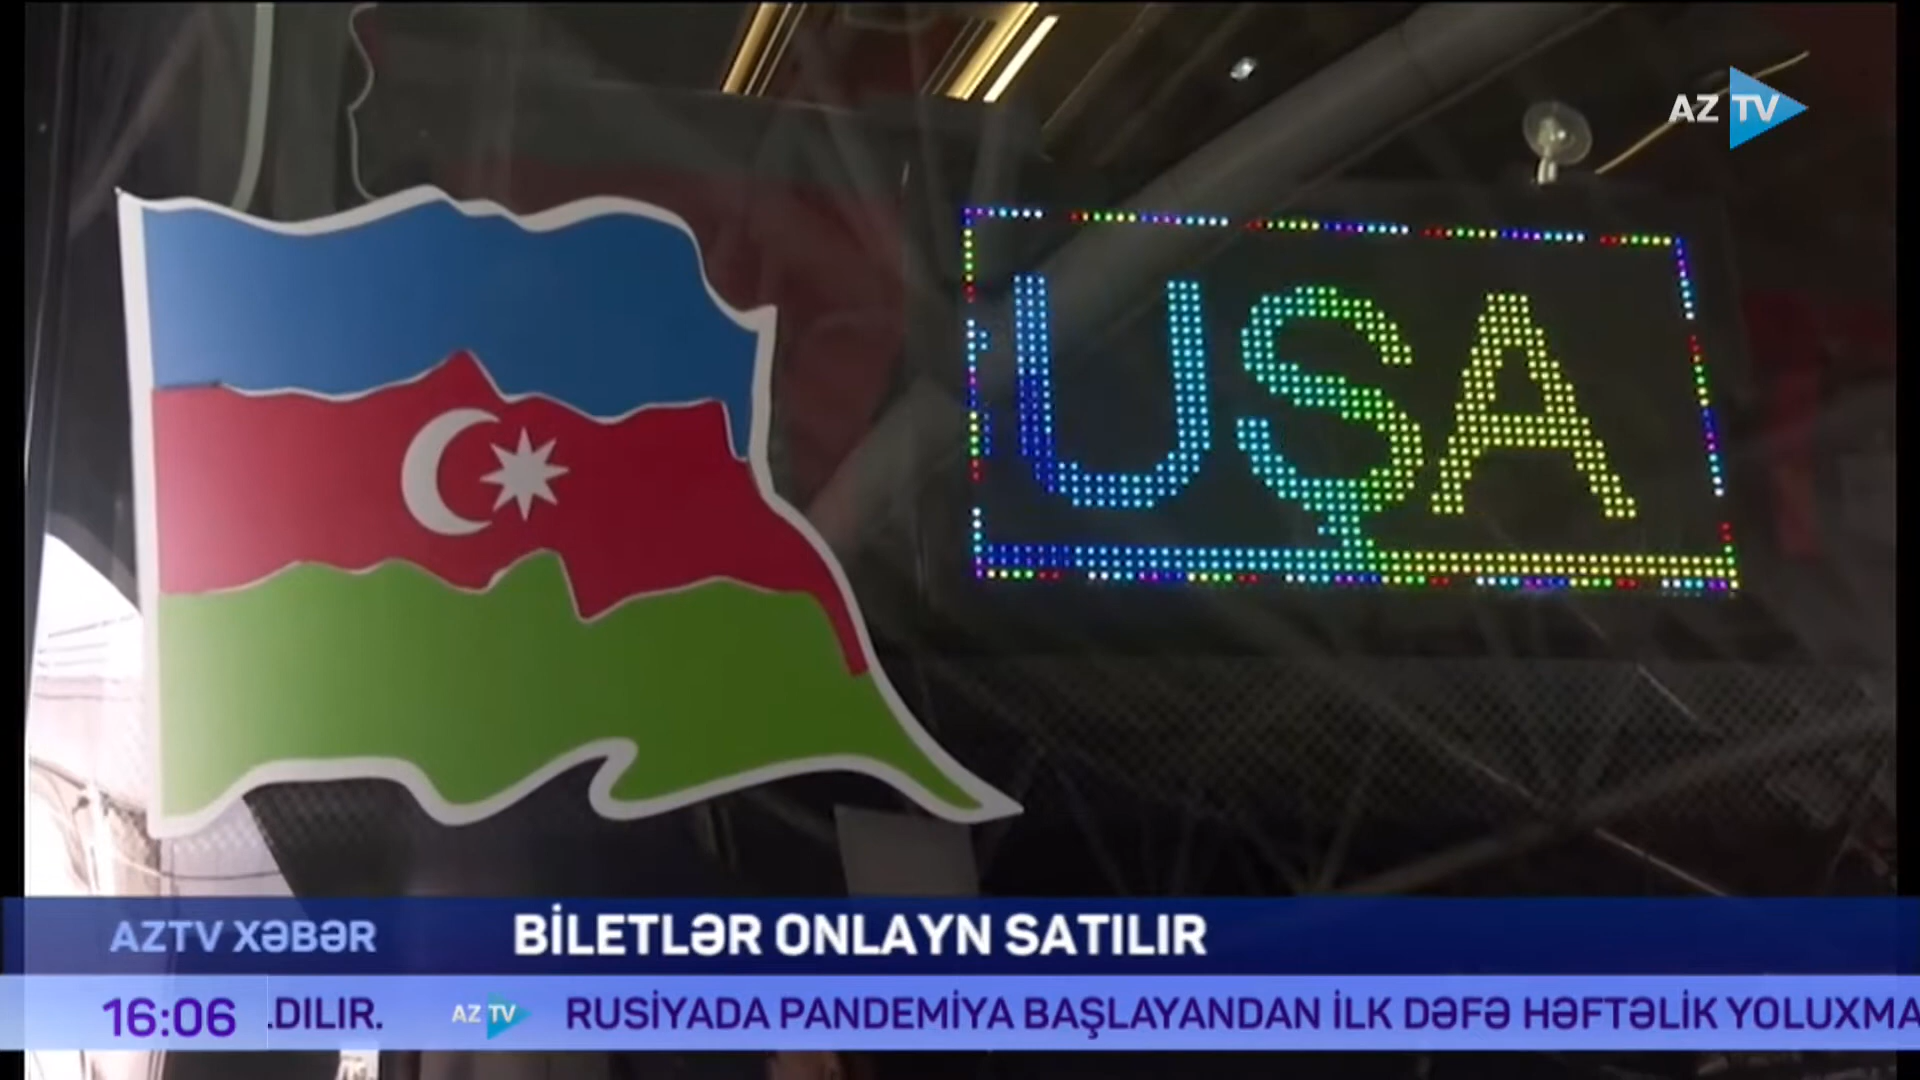 AZ TV
UŞA
AZTV XƏBƏR
BİLETLƏR ONLAYN SATILIR
16:06
.DILIR.
AZ TV
RUSİYADA PANDEMİYA BAŞLAYANDAN İLK DƏFƏ HƏFTƏLİK YOLUXMA